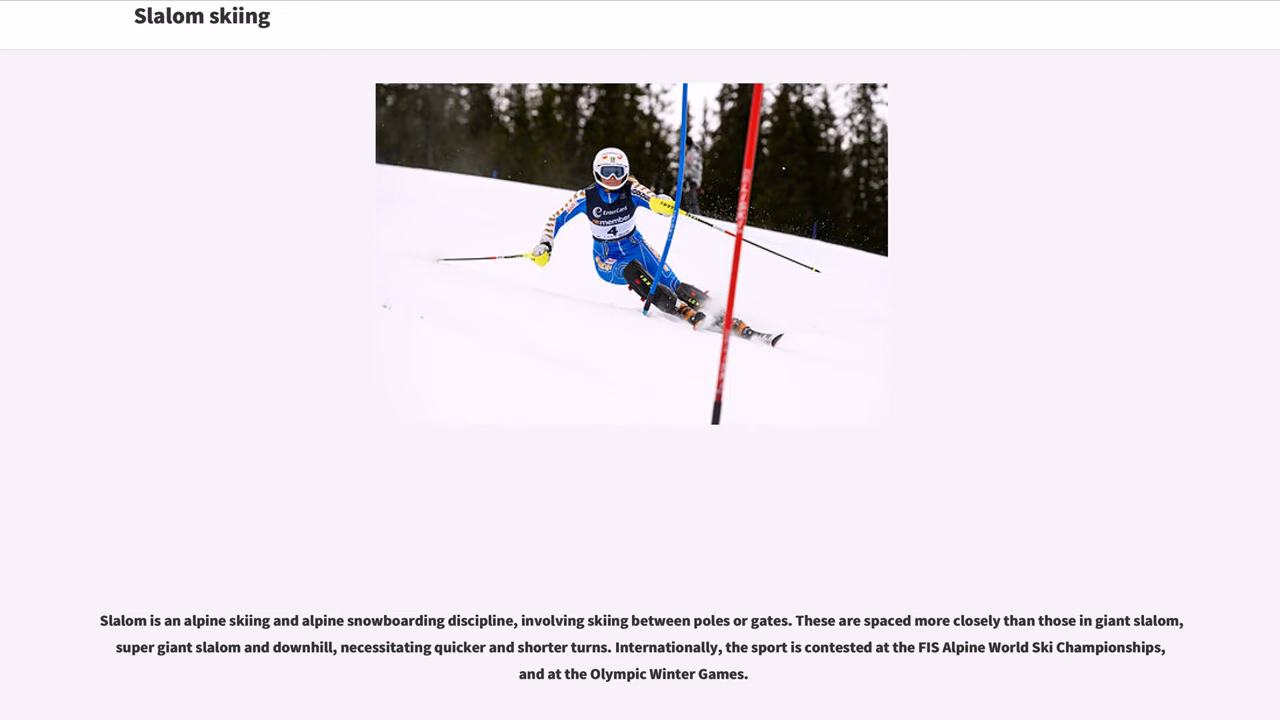 Slalom skiing
EnterCard
member
4
Slalom is an alpine skiing and alpine snowboarding discipline, involving skiing between poles or gates. These are spaced more closely than those in giant slalom,
super giant slalom and downhill, necessitating quicker and shorter turns. Internationally, the sport is contested at the FIS Alpine World Ski Championships,
and at the Olympic Winter Games.